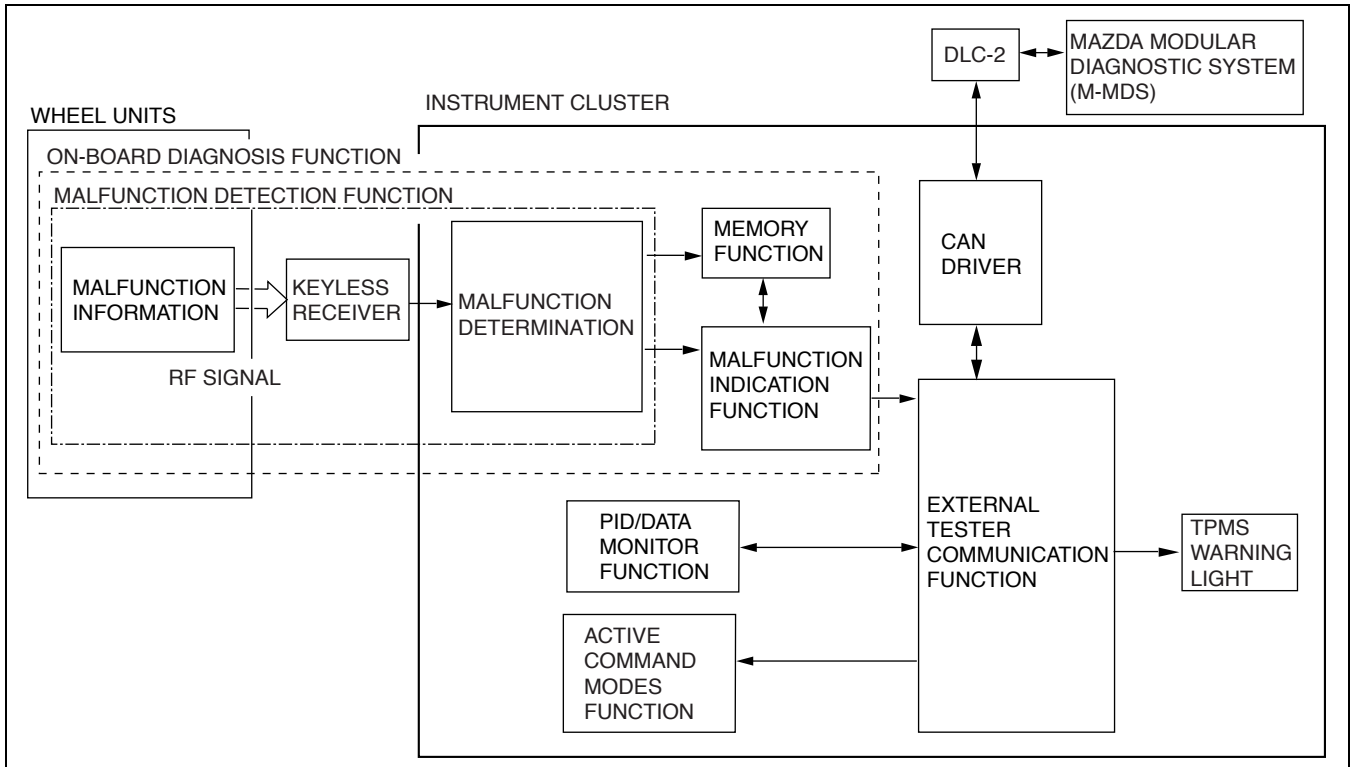 DLC-2
MAZDA MODULAR
DIAGNOSTIC SYSTEM
(M-MDS)
INSTRUMENT CLUSTER
WHEEL UNITS
ON-BOARD DIAGNOSIS FUNCTION
MALFUNCTION DETECTION FUNCTION
MALFUNCTION
INFORMATION
RF SIGNAL
KEYLESS
RECEIVER
MALFUNCTION
DETERMINATION
MEMORY
FUNCTION
MALFUNCTION
INDICATION
FUNCTION
CAN
DRIVER
EXTERNAL
TESTER
COMMUNICATION
FUNCTION
PID/DATA
MONITOR
FUNCTION
ACTIVE
COMMAND
MODES
FUNCTION
TPMS
WARNING
LIGHT